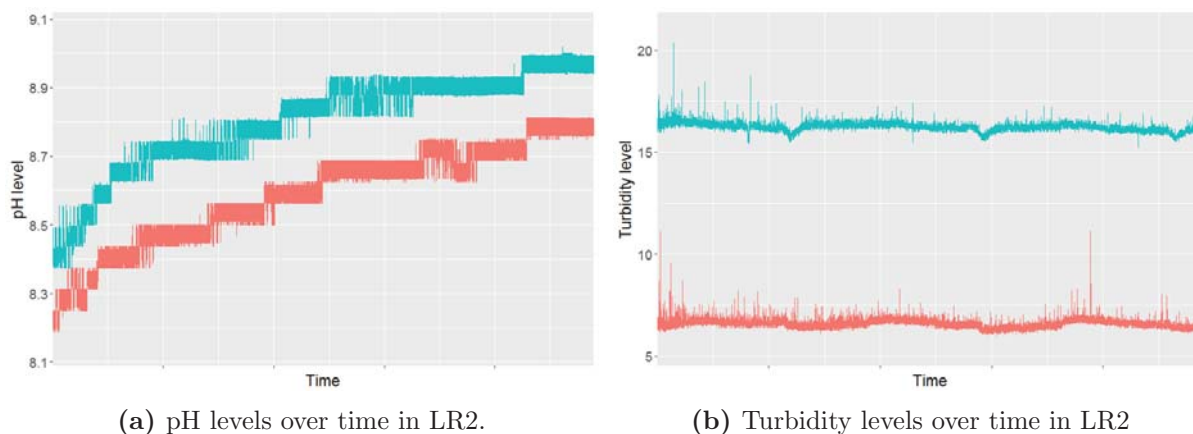 9.1
8.9
8.7
8.5
8.3
8.1
pH level
Time
20
15
10
5
Turbidity level
Time
(a) pH levels over time in LR2.
(b) Turbidity levels over time in LR2